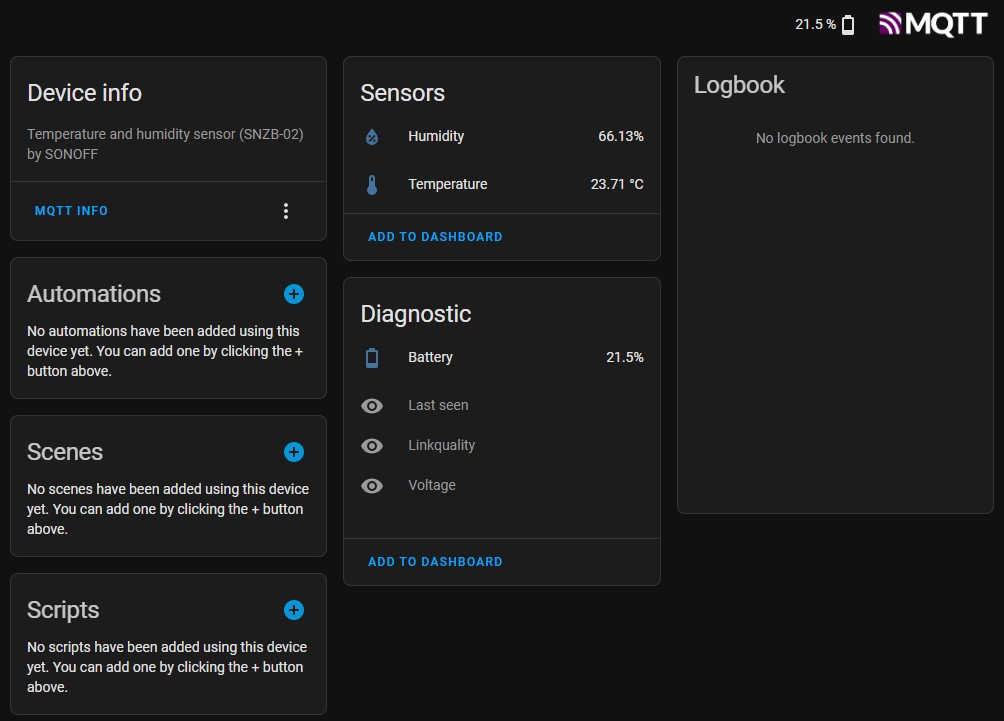 21.5 %
MQTT
Device info
Temperature and humidity sensor (SNZB-02)
by SONOFF
MQTT INFO
Automations
No automations have been added using this
device yet. You can add one by clicking the +
button above.
Scenes
No scenes have been added using this device
yet. You can add one by clicking the + button
above.
Scripts
No scripts have been added using this device
yet. You can add one by clicking the + button
above.
Sensors
Humidity 66.13%
Temperature 23.71 °C
ADD TO DASHBOARD
Diagnostic
Battery 21.5%
Last seen
Linkquality
Voltage
ADD TO DASHBOARD
Logbook
No logbook events found.